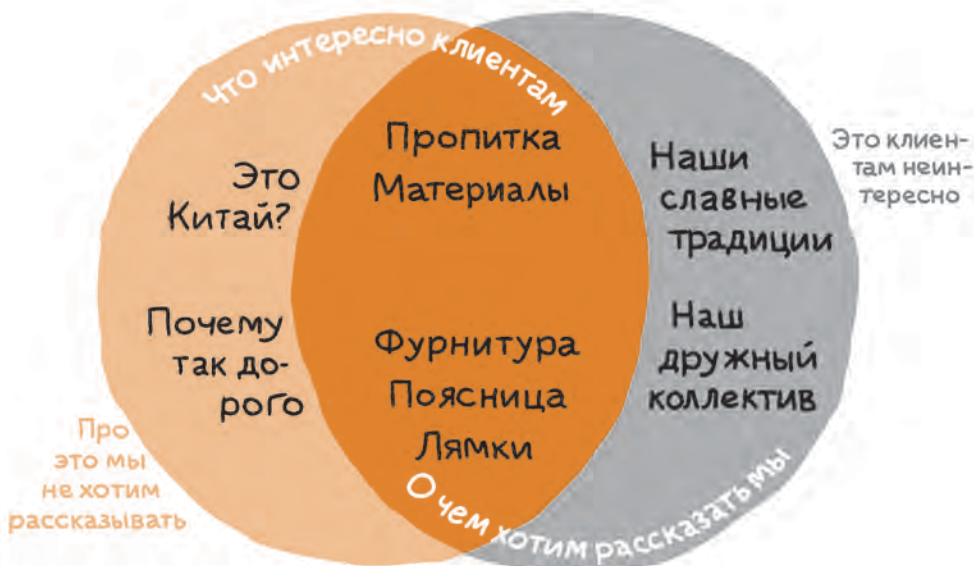 Что интересно клиентам
Пропитка
Материалы
Это
Китай?
Почему
так до-
рого
Фурнитура
Поясница
Лямки
Наши
славные
традиции
Наш
дружный
коллектив
Это клиен-
там неин-
тересно
Про
это мы
не хотим
рассказывать
О чем хотим рассказать мы